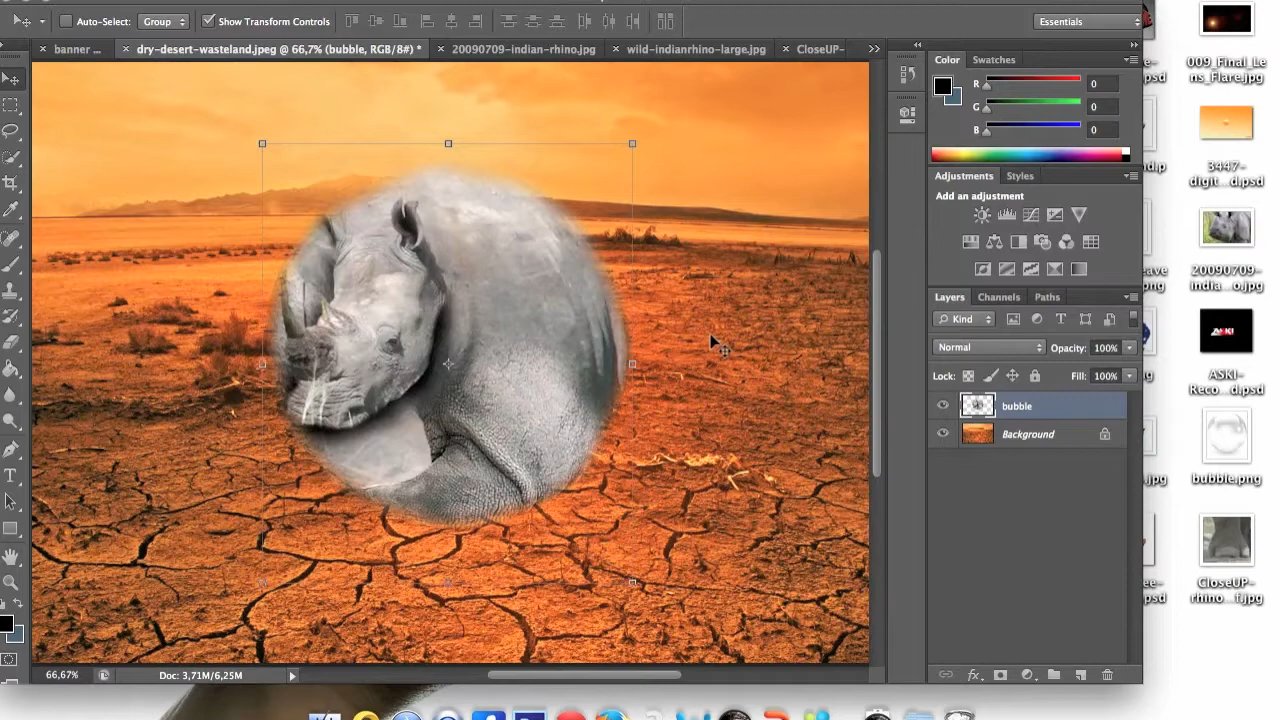 Auto-Select: Group Show Transform Controls Essentials
banner ... dry-desert-wasteland.jpeg @ 66,7% (bubble, RGB/8#) * 20090709-indian-rhino.jpg wild-indianrhino-large.jpg CloseUP-
Color Swatches
R 0
G 0
B 0
Adjustments Styles
Add an adjustment
Layers Channels Paths
Kind
Normal Opacity: 100%
Lock: Fill: 100%
bubble
Background
66,67% Doc: 3,71M/6,25M
009_Final_Le
ns_Flare.jpg
3447-
digit...d.psd
20090709-
india...o.jpg
ASKI-
Reco...d.psd
bubble.png
CloseUP-
rhino...f.jpg